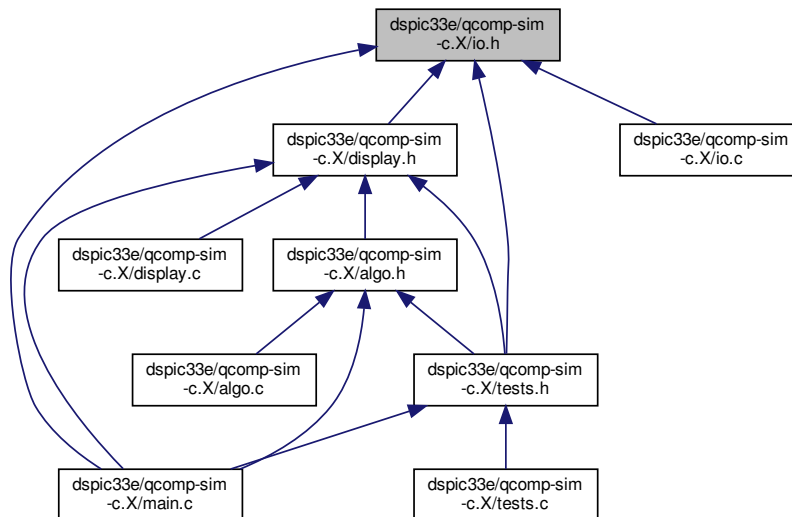 dspic33e/qcomp-sim
-c.X/io.h
dspic33e/qcomp-sim
-c.X/display.h
dspic33e/qcomp-sim
-c.X/io.c
dspic33e/qcomp-sim
-c.X/display.c
dspic33e/qcomp-sim
-c.X/algo.h
dspic33e/qcomp-sim
-c.X/algo.c
dspic33e/qcomp-sim
-c.X/tests.h
dspic33e/qcomp-sim
-c.X/main.c
dspic33e/qcomp-sim
-c.X/tests.c